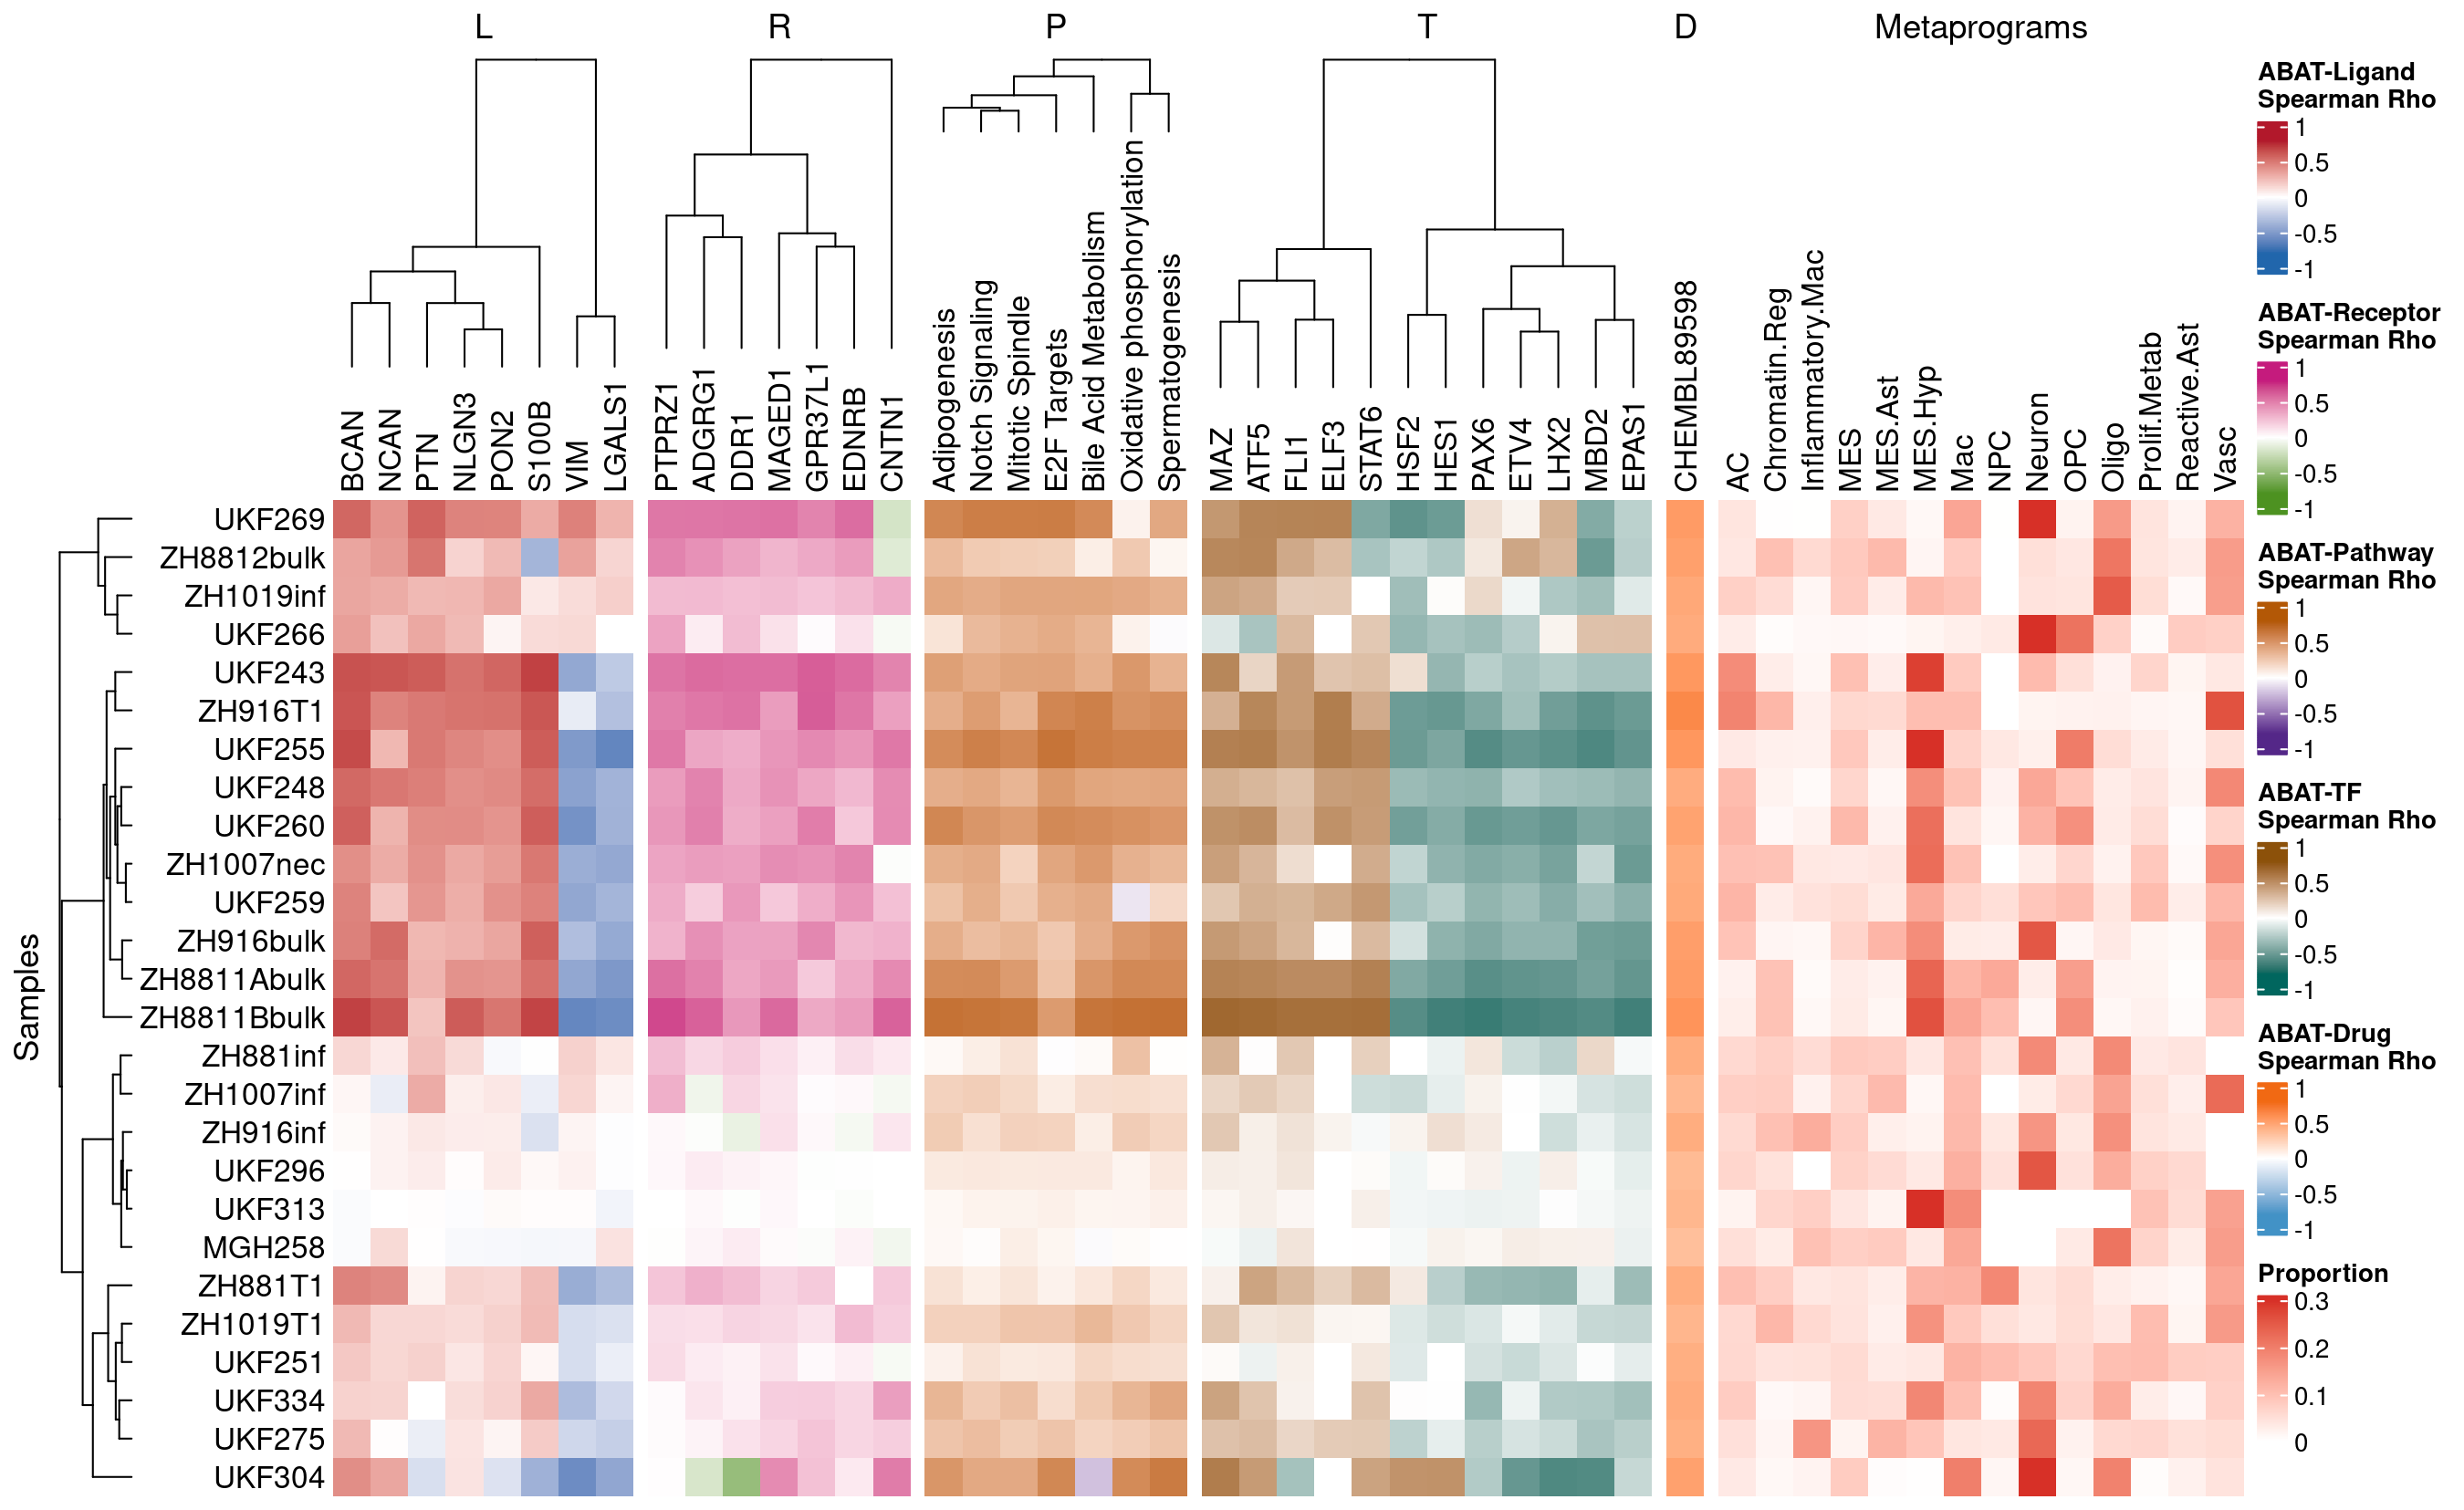 L R P T D Metaprograms
BCAN
NCAN
PTN
NLGN3
PON2
S100B
VIM
LGALS1
PTPRZ1
ADGRG1
DDR1
MAGED1
GPR37L1
EDNRB
CNTN1
Adipogenesis
Notch Signaling
Mitotic Spindle
E2F Targets
Bile Acid Metabolism
Oxidative phosphorylation
Spermatogenesis
MAZ
ATF5
FLI1
ELF3
STAT6
HSF2
HES1
PAX6
ETV4
LHX2
MBD2
EPAS1
CHEMBL89598
AC
Chromatin.Reg
Inflammatory.Mac
MES
MES.Ast
MES.Hyp
Mac
NPC
Neuron
OPC
Oligo
Prolif.Metab
Reactive.Ast
Vasc
Samples
UKF269
ZH8812bulk
ZH1019inf
UKF266
UKF243
ZH916T1
UKF255
UKF248
UKF260
ZH1007nec
UKF259
ZH916bulk
ZH8811Abulk
ZH8811Bbulk
ZH881inf
ZH1007inf
ZH916inf
UKF296
UKF313
MGH258
ZH881T1
ZH1019T1
UKF251
UKF334
UKF275
UKF304
ABAT-Ligand
Spearman Rho
1
0.5
0
-0.5
-1
ABAT-Receptor
Spearman Rho
1
0.5
0
-0.5
-1
ABAT-Pathway
Spearman Rho
1
0.5
0
-0.5
-1
ABAT-TF
Spearman Rho
1
0.5
0
-0.5
-1
ABAT-Drug
Spearman Rho
1
0.5
0
-0.5
-1
Proportion
0.3
0.2
0.1
0